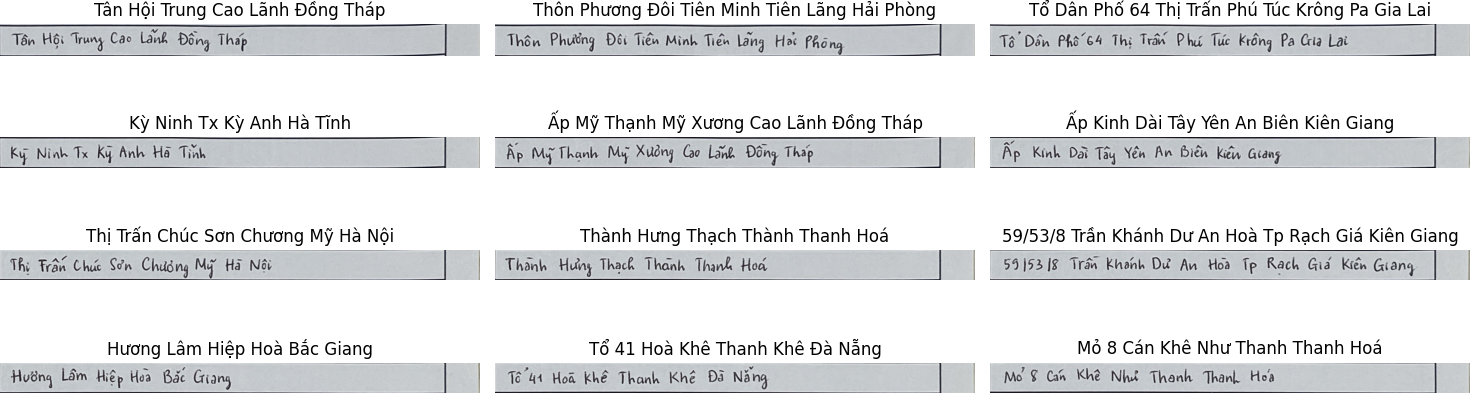 Tân Hội Trung Cao Lãnh Đồng Tháp
Tân Hội Trung Cao Lãnh Đồng Tháp
Thôn Phương Đôi Tiên Minh Tiên Lãng Hải Phòng
Thôn Phương Đôi Tiên Minh Tiên Lãng Hải Phòng
Tổ Dân Phố 64 Thị Trấn Phú Túc Krông Pa Gia Lai
Tổ Dân Phố 64 Thị Trấn Phú Túc Krông Pa Gia Lai
Kỳ Ninh Tx Kỳ Anh Hà Tĩnh
Kỳ Ninh Tx Kỳ Anh Hà Tĩnh
Ấp Mỹ Thạnh Mỹ Xương Cao Lãnh Đồng Tháp
Ấp Mỹ Thạnh Mỹ Xương Cao Lãnh Đồng Tháp
Ấp Kinh Dài Tây Yên An Biên Kiên Giang
Ấp Kinh Dài Tây Yên An Biên Kiên Giang
Thị Trấn Chúc Sơn Chương Mỹ Hà Nội
Thị Trấn Chúc Sơn Chương Mỹ Hà Nội
Thành Hưng Thạch Thành Thanh Hoá
Thành Hưng Thạch Thành Thanh Hoá
59/53/8 Trần Khánh Dư An Hoà Tp Rạch Giá Kiên Giang
59/53/8 Trần Khánh Dư An Hoà Tp Rạch Giá Kiên Giang
Hương Lâm Hiệp Hoà Bắc Giang
Hương Lâm Hiệp Hoà Bắc Giang
Tổ 41 Hoà Khê Thanh Khê Đà Nẵng
Tổ 41 Hoà Khê Thanh Khê Đà Nẵng
Mỏ 8 Cán Khê Như Thanh Thanh Hoá
Mỏ 8 Cán Khê Như Thanh Thanh Hoá